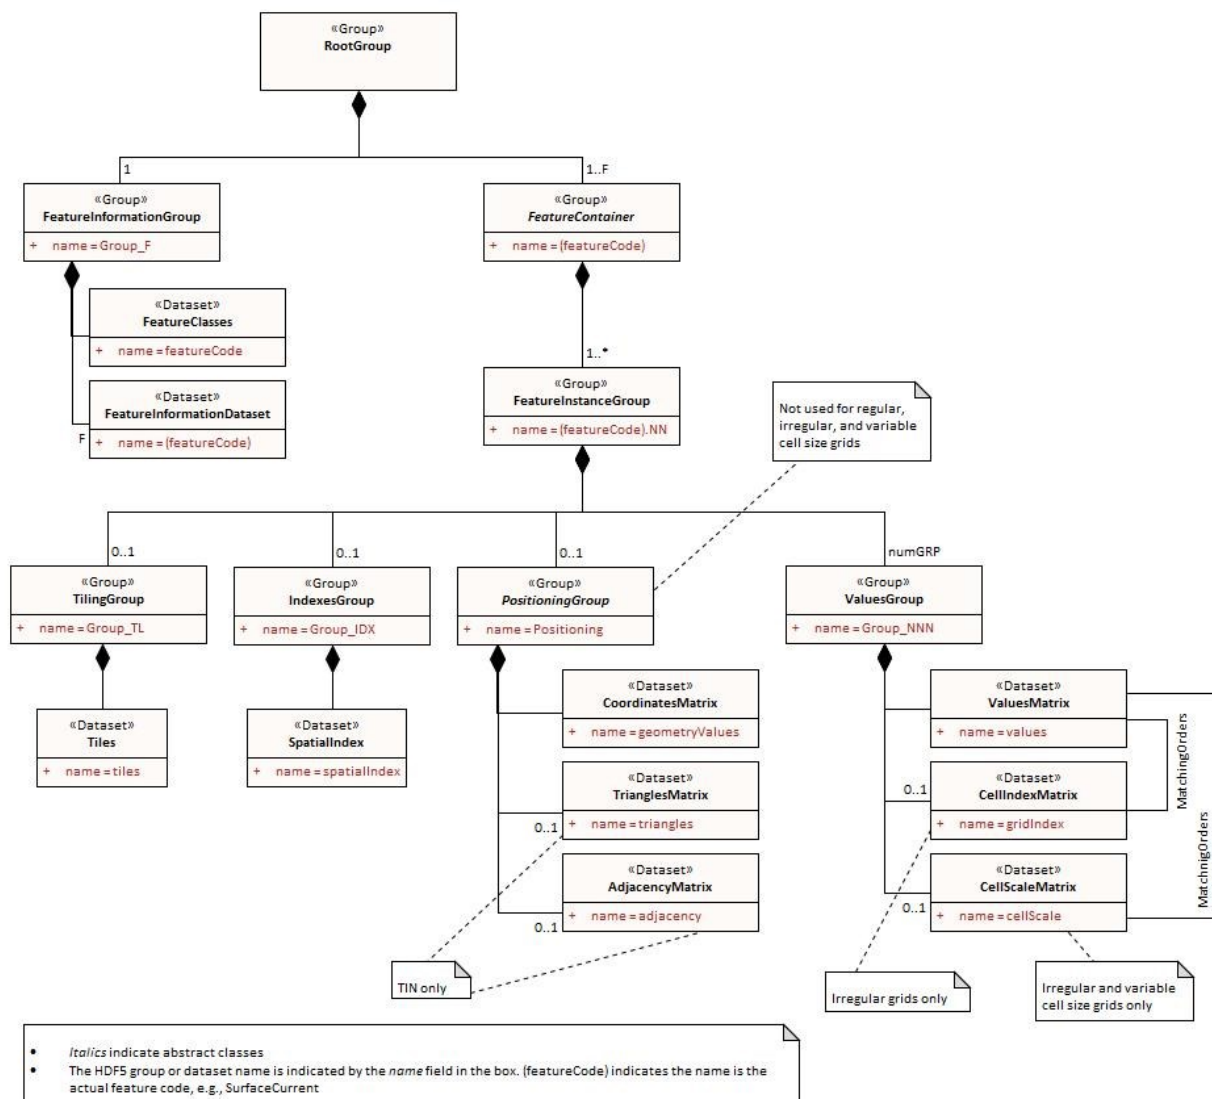 «Group»
RootGroup
1
1..F
«Group»
FeatureInformationGroup
+ name = Group_F
«Group»
FeatureContainer
+ name = (featureCode)
«Dataset»
FeatureClasses
+ name = featureCode
«Dataset»
FeatureInformationDataset
+ name = (featureCode)
F
1..*
«Group»
FeatureInstanceGroup
+ name = (featureCode).NN
Not used for regular,
irregular, and variable
cell size grids
0..1
0..1
0..1
numGRP
«Group»
TilingGroup
+ name = Group_TL
«Group»
IndexesGroup
+ name = Group_IDX
«Group»
PositioningGroup
+ name = Positioning
«Group»
ValuesGroup
+ name = Group_NNN
«Dataset»
Tiles
+ name = tiles
«Dataset»
SpatialIndex
+ name = spatialIndex
«Dataset»
CoordinatesMatrix
+ name = geometryValues
«Dataset»
TrianglesMatrix
+ name = triangles
0..1
«Dataset»
AdjacencyMatrix
+ name = adjacency
0..1
«Dataset»
ValuesMatrix
+ name = values
0..1
«Dataset»
CellIndexMatrix
+ name = gridIndex
«Dataset»
CellScaleMatrix
+ name = cellScale
0..1
MatchingOrders
MatchnigOrders
TIN only
Irregular grids only
Irregular and variable
cell size grids only
• Italics indicate abstract classes
• The HDF5 group or dataset name is indicated by the name field in the box. (featureCode) indicates the name is the
actual feature code, e.g., SurfaceCurrent